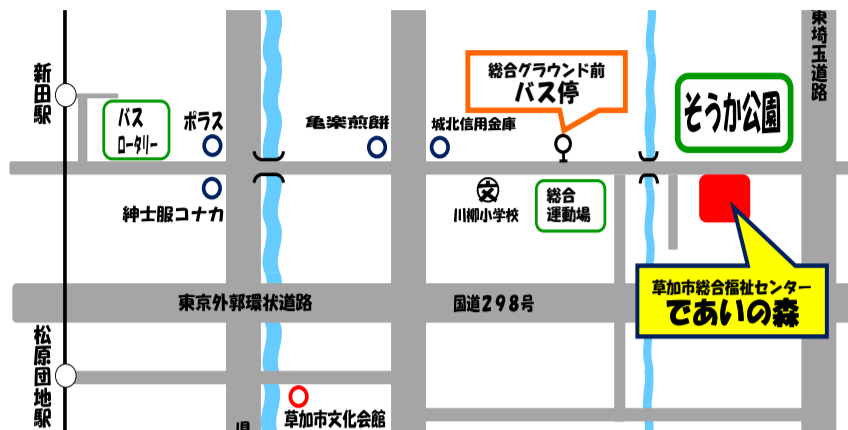 新田駅
バス
ロータリー
ポラス
紳士服コナカ
亀楽煎餅
城北信用金庫
総合グラウンド前
バス停
そうか公園
東埼玉道路
文
川柳小学校
総合
運動場
草加市総合福祉センター
であいの森
東京外郭環状道路
国道298号
松原団地駅
草加市文化会館
県